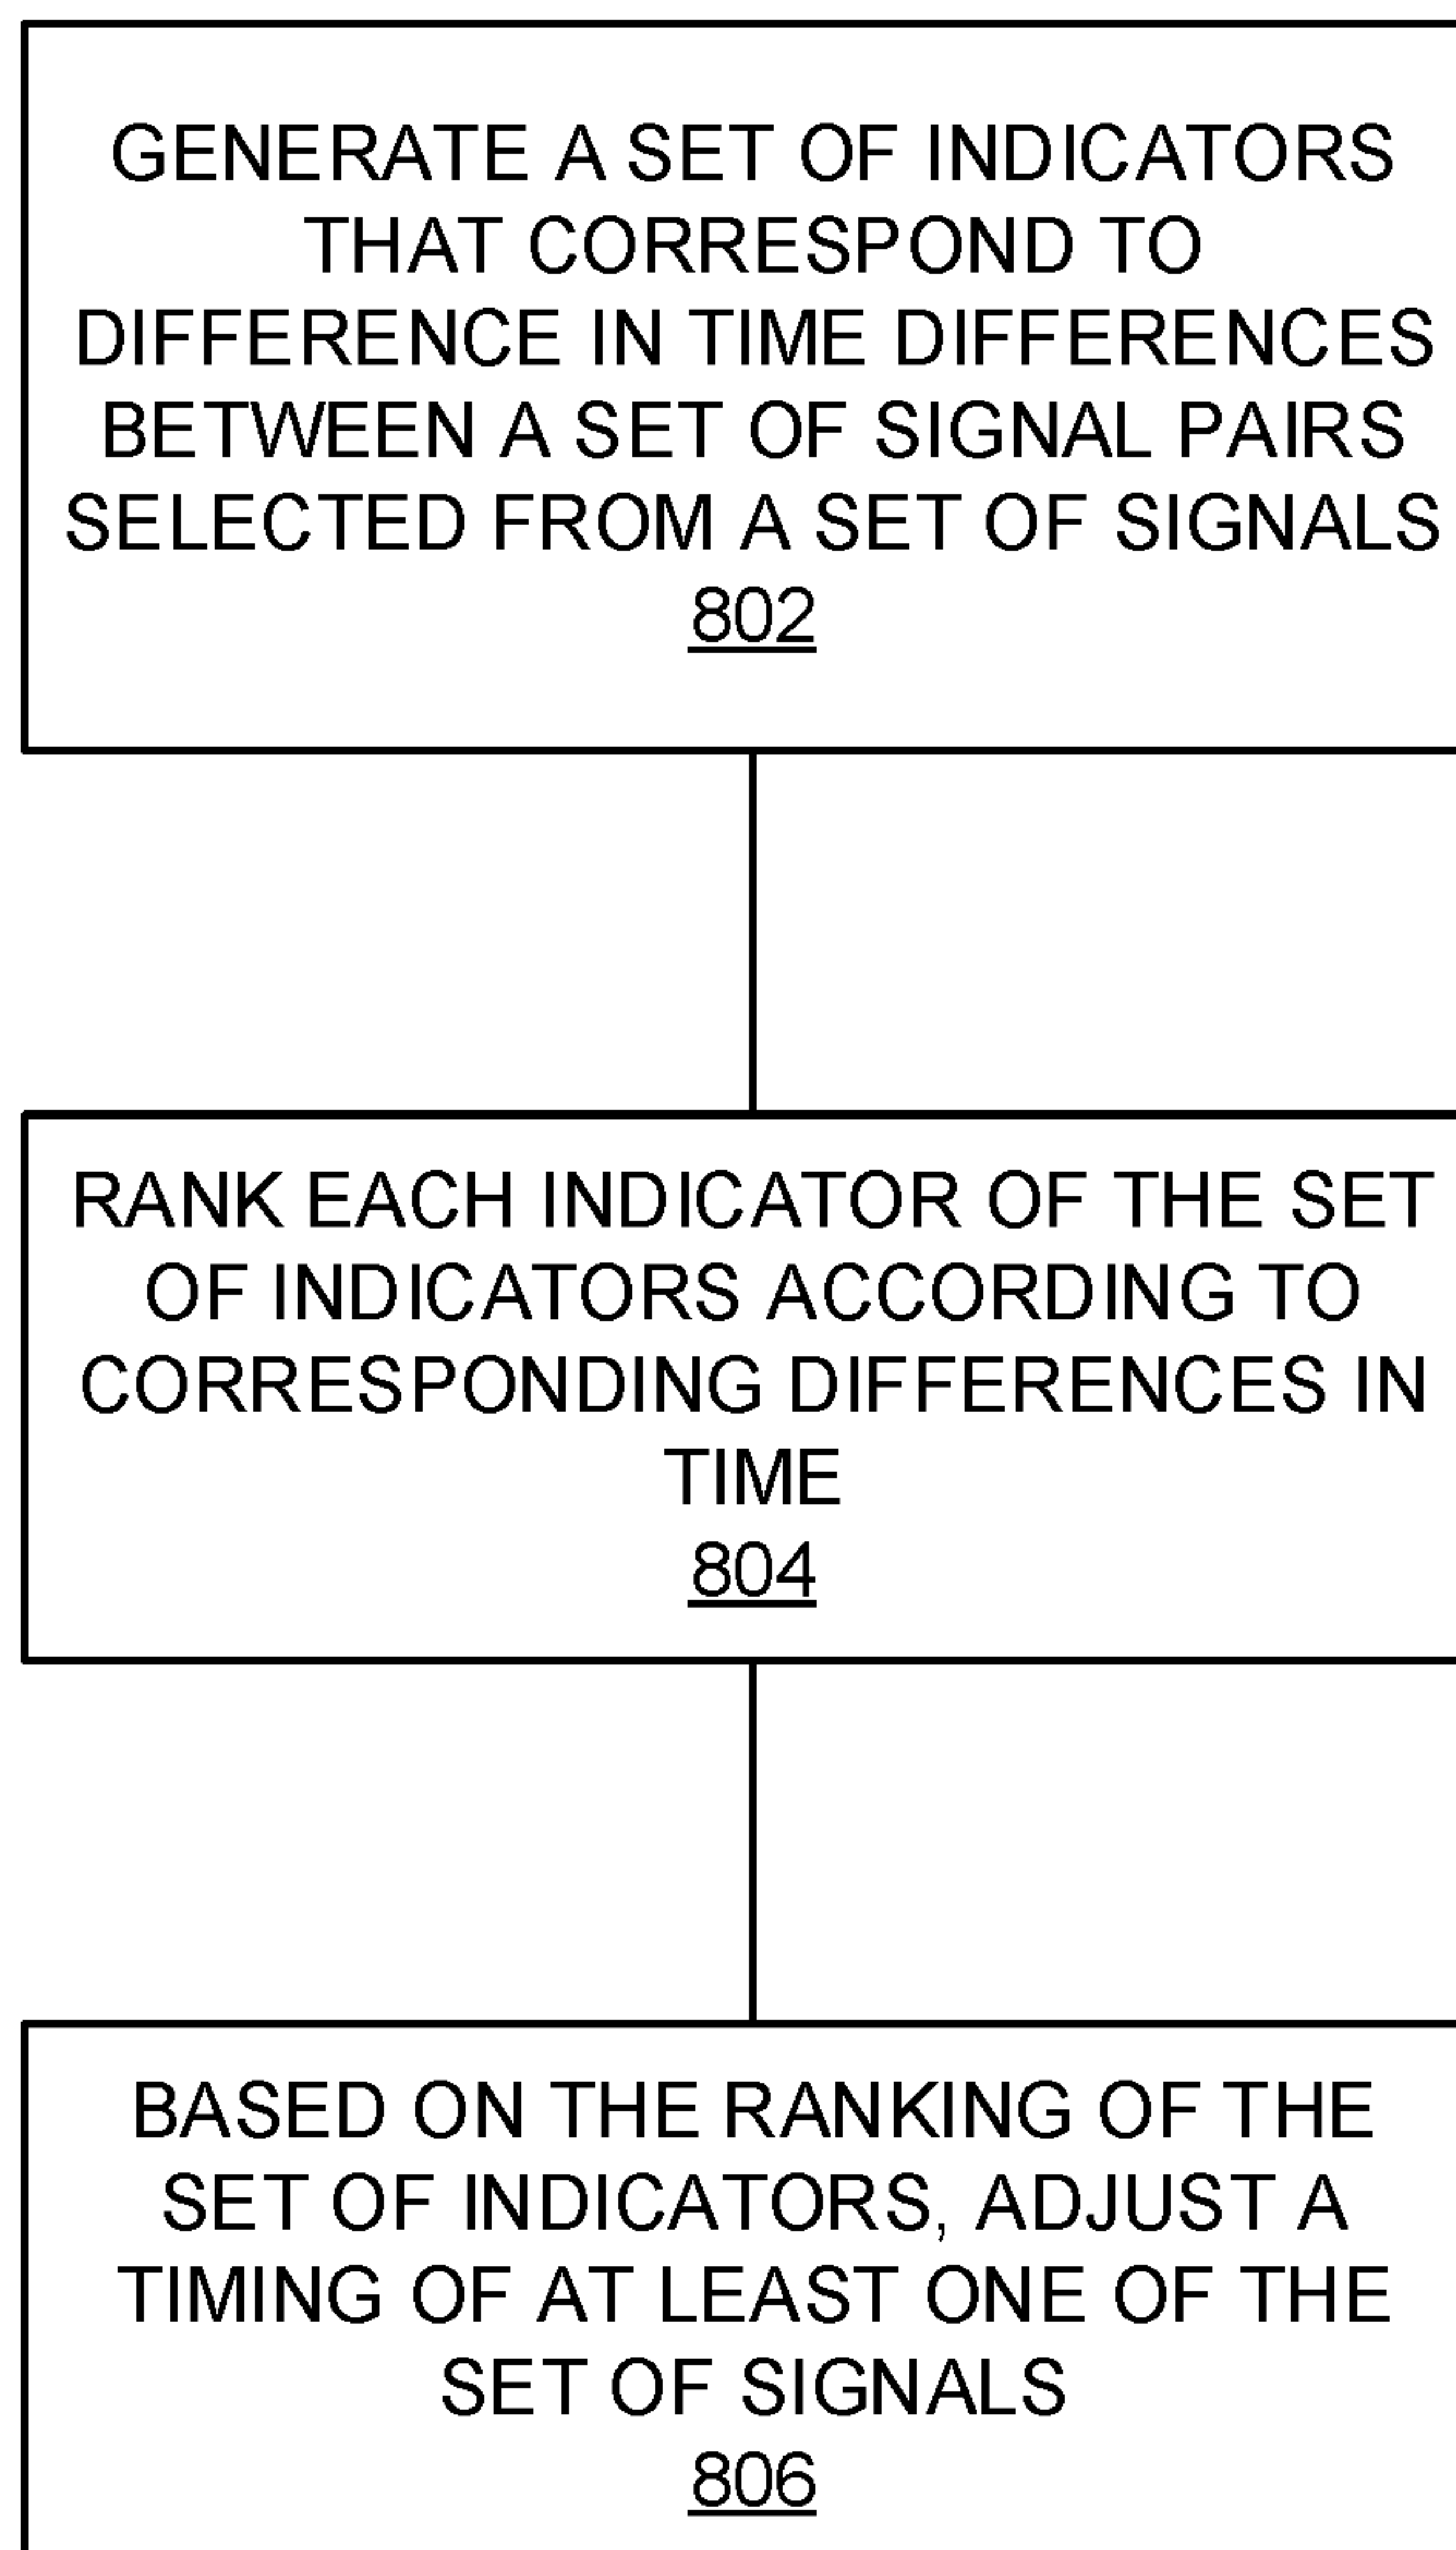 GENERATE A SET OF INDICATORS
THAT CORRESPOND TO
DIFFERENCE IN TIME DIFFERENCES
BETWEEN A SET OF SIGNAL PAIRS
SELECTED FROM A SET OF SIGNALS
802
RANK EACH INDICATOR OF THE SET
OF INDICATORS ACCORDING TO
CORRESPONDING DIFFERENCES IN
TIME
804
BASED ON THE RANKING OF THE
SET OF INDICATORS, ADJUST A
TIMING OF AT LEAST ONE OF THE
SET OF SIGNALS
806